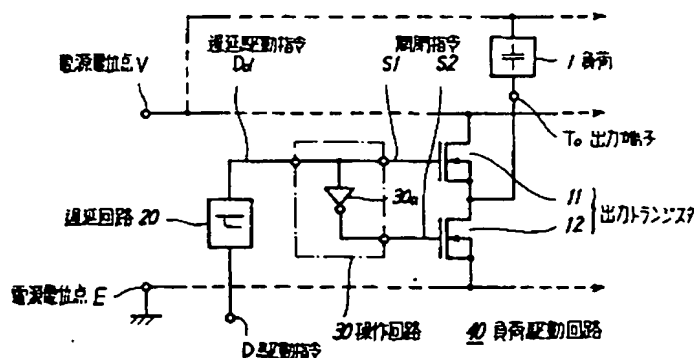 遅延駆動指令
Dd
開閉指令
S1 S2
1 負荷
電源電位点 V
To 出力端子
11
12
出力トランジスタ
30a
遅延回路 20
電源電位点 E
D 駆動指令
30 操作回路
40 負荷駆動回路